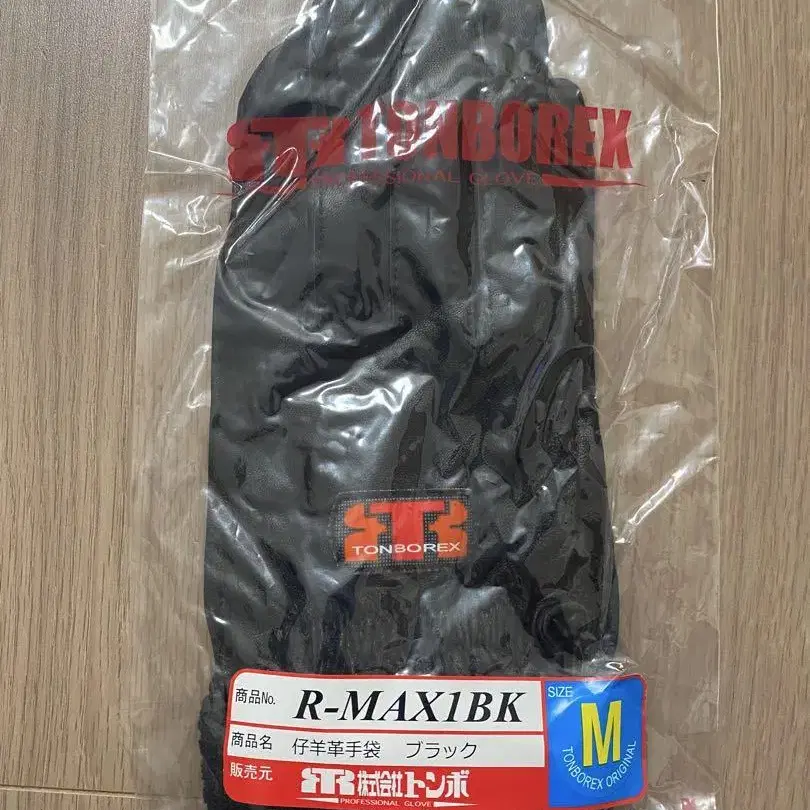 TONBOREX
PROFESSIONAL GLOVE
TONBOREX
商品No. R-MAX1BK
商品名 仔羊革手袋 ブラック
販売元 株式会社トンボ
PROFESSIONAL GLOVE
SIZE
M
TONBOREX ORIGINAL